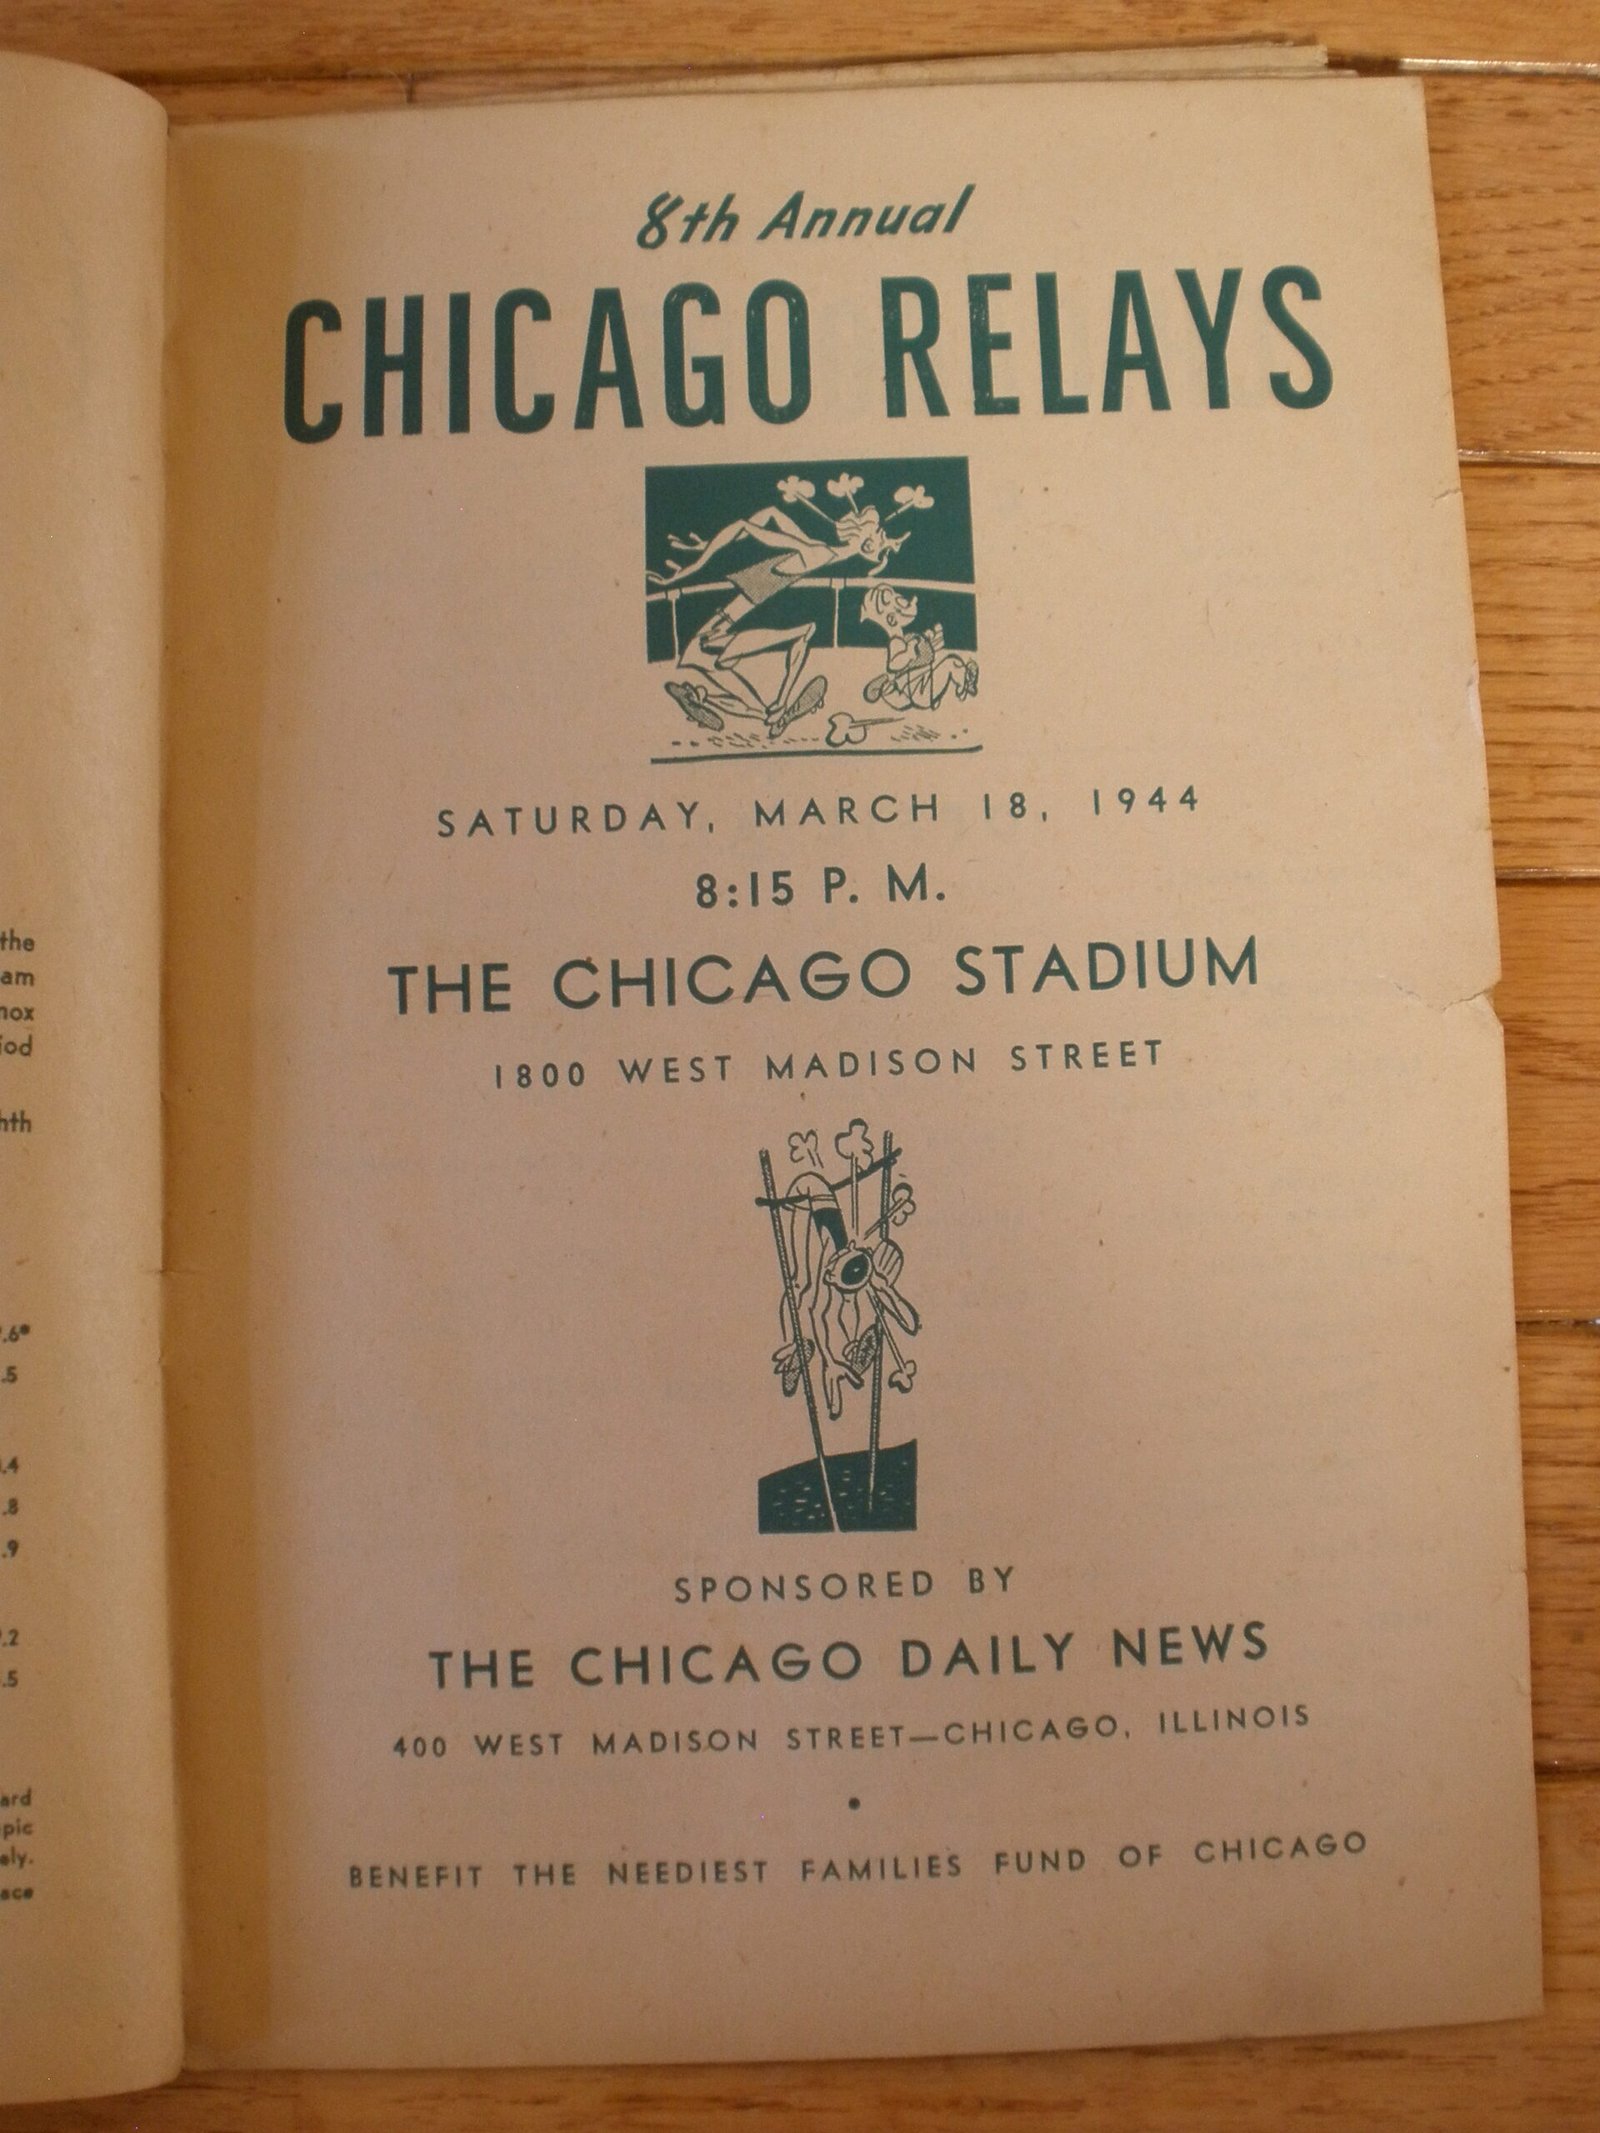 8th Annual
CHICAGO RELAYS
SATURDAY, MARCH 18, 1944
8:15 P. M.
THE CHICAGO STADIUM
1800 WEST MADISON STREET
SPONSORED BY
THE CHICAGO DAILY NEWS
400 WEST MADISON STREET—CHICAGO, ILLINOIS
•
BENEFIT THE NEEDIEST FAMILIES FUND OF CHICAGO
the